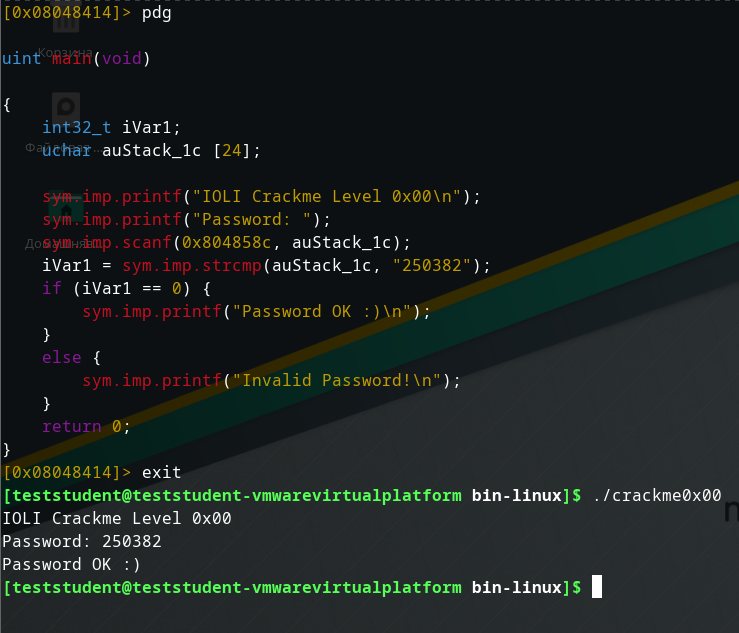 [0x08048414]> pdg
Корзина
uint main(void)
{
    int32_t iVar1;
    uchar auStack_1c [24];
    sym.imp.printf("IOLI Crackme Level 0x00\n");
    sym.imp.printf("Password: ");
    sym.imp.scanf(0x804858c, auStack_1c);
    iVar1 = sym.imp.strcmp(auStack_1c, "250382");
    if (iVar1 == 0) {
        sym.imp.printf("Password OK :)\n");
    }
    else {
        sym.imp.printf("Invalid Password!\n");
    }
    return 0;
}
[0x08048414]> exit
[teststudent@teststudent-vmwarevirtualplatform bin-linux]$ ./crackme0x00
IOLI Crackme Level 0x00
Password: 250382
Password OK :)
[teststudent@teststudent-vmwarevirtualplatform bin-linux]$